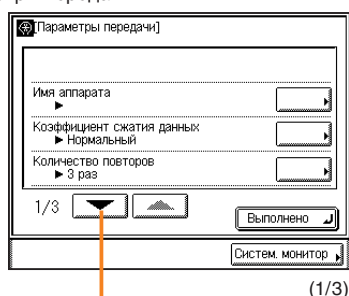 [Параметры передачи]
Имя аппарата
▶
Коэффициент сжатия данных
▶ Нормальный
Количество повторов
▶ 3 раз
1/3
Выполнено
Систем. монитор
(1/3)